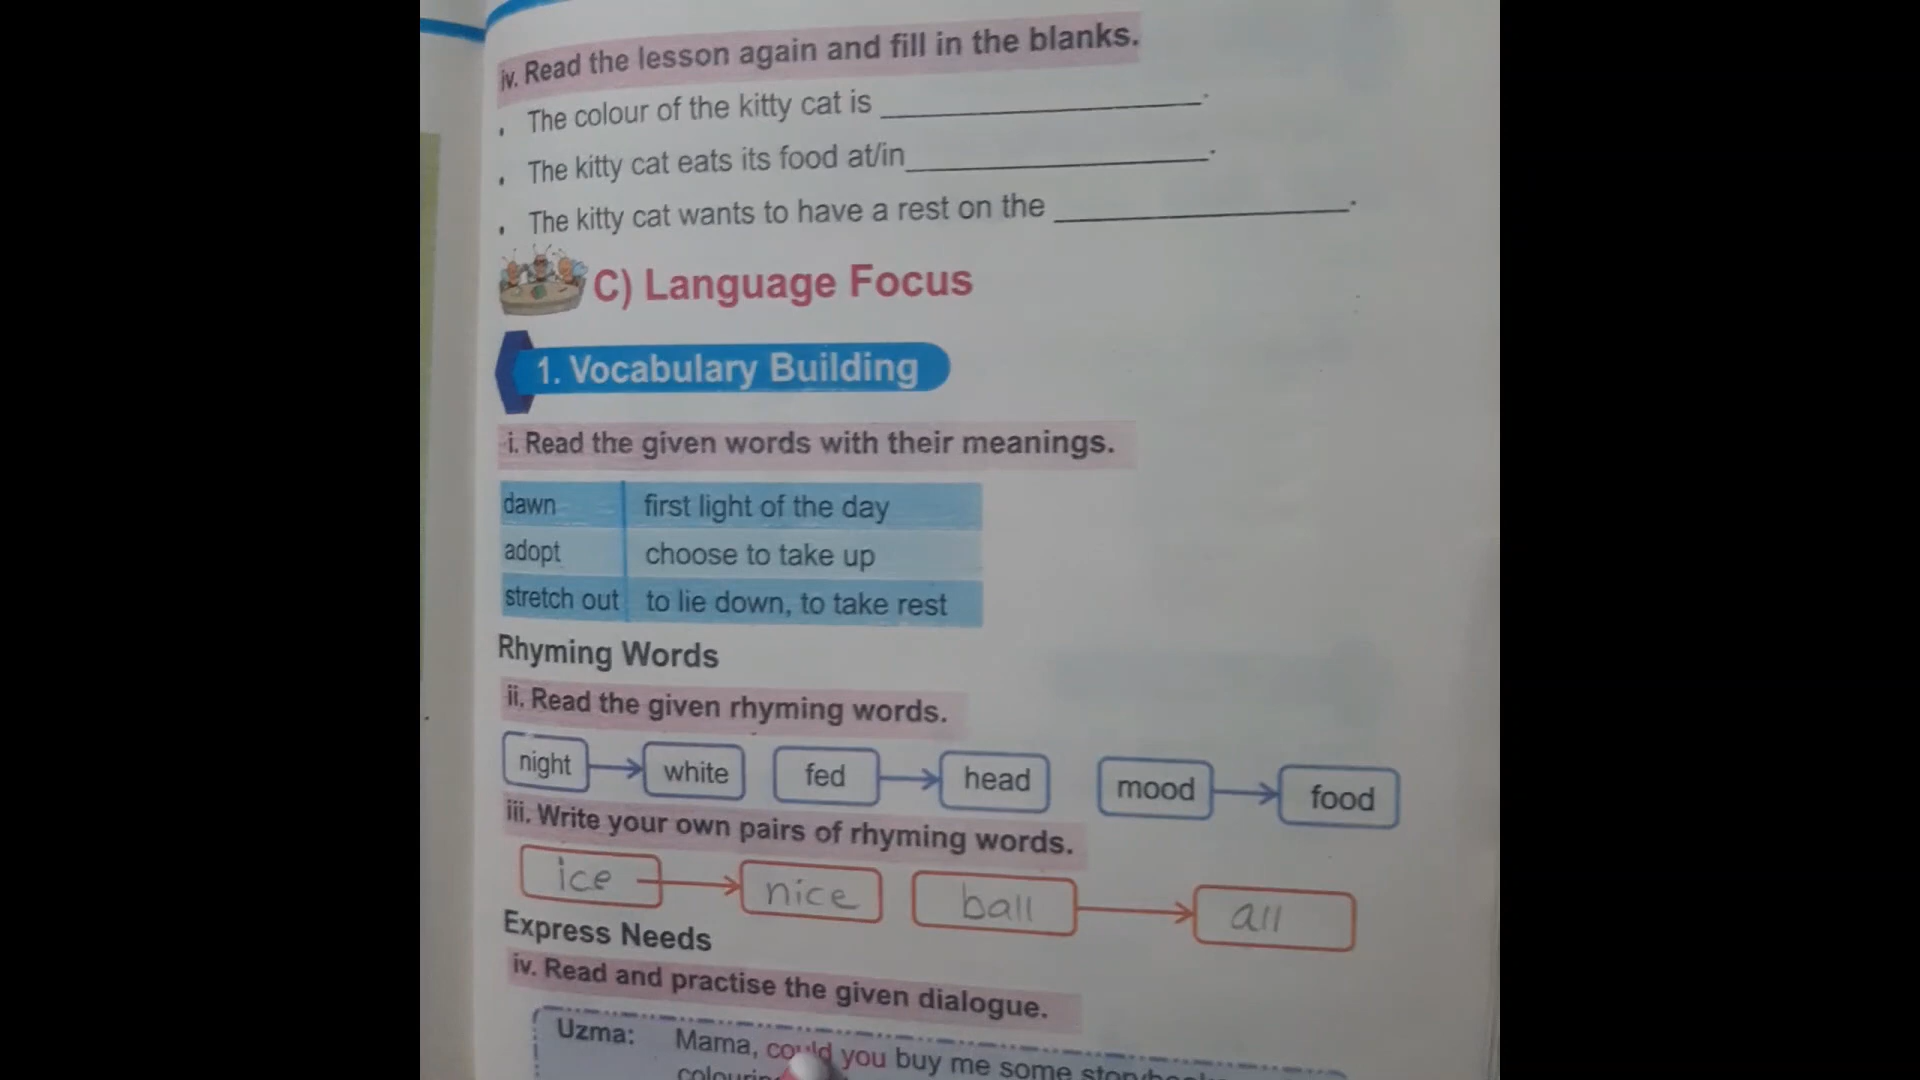 iv. Read the lesson again and fill in the blanks.
. The colour of the kitty cat is ____________________.
. The kitty cat eats its food at/in____________________.
. The kitty cat wants to have a rest on the ____________________.
C) Language Focus
1. Vocabulary Building
i. Read the given words with their meanings.
dawn first light of the day
adopt choose to take up
stretch out to lie down, to take rest
Rhyming Words
ii. Read the given rhyming words.
night white fed head mood food
iii. Write your own pairs of rhyming words.
ice nice ball all
Express Needs
iv. Read and practise the given dialogue.
Uzma: Mama, could you buy me some